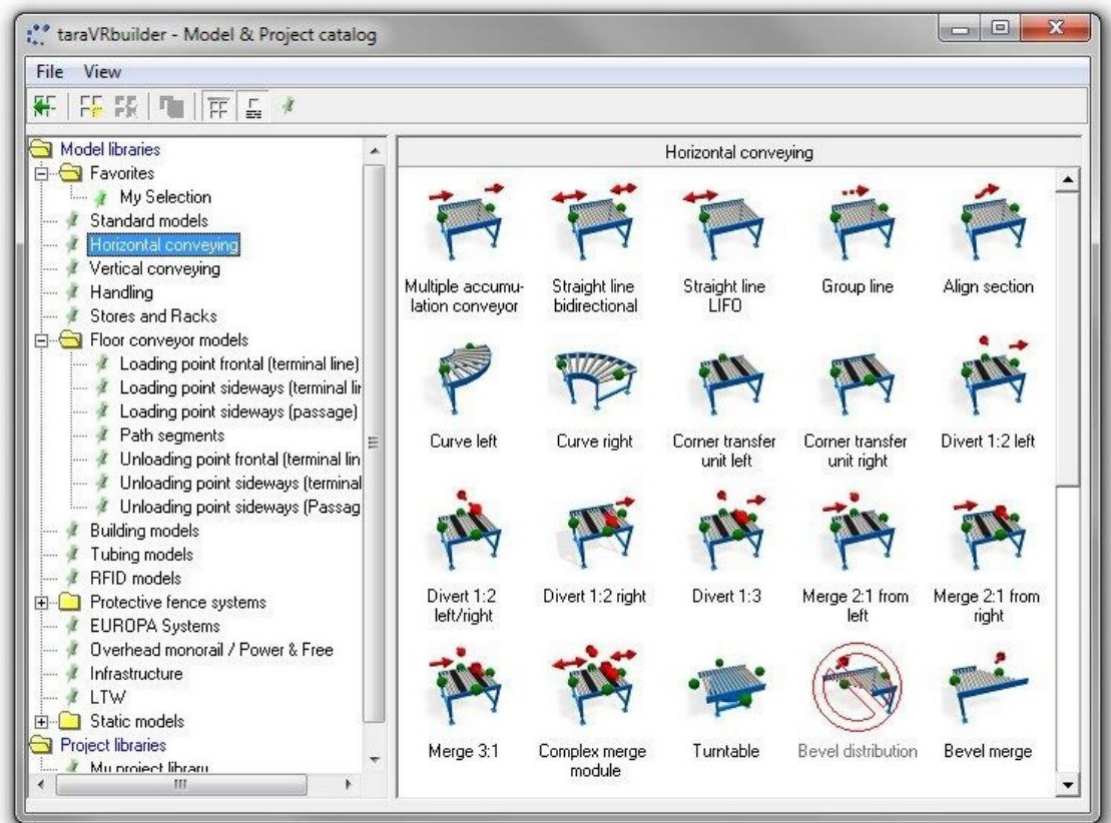 taraVRbuilder - Model & Project catalog
File View
Model libraries
Favorites
My Selection
Standard models
Horizontal conveying
Vertical conveying
Handling
Stores and Racks
Floor conveyor models
Loading point frontal (terminal line)
Loading point sideways (terminal lin
Loading point sideways (passage)
Path segments
Unloading point frontal (terminal lin
Unloading point sideways (terminal
Unloading point sideways (Passag
Building models
Tubing models
RFID models
Protective fence systems
EUROPA Systems
Overhead monorail / Power & Free
Infrastructure
LTW
Static models
Project libraries
My project library
Horizontal conveying
Multiple accumu-
lation conveyor
Straight line
bidirectional
Straight line
LIFO
Group line
Align section
Curve left
Curve right
Corner transfer
unit left
Corner transfer
unit right
Divert 1:2 left
Divert 1:2
left/right
Divert 1:2 right
Divert 1:3
Merge 2:1 from
left
Merge 2:1 from
right
Merge 3:1
Complex merge
module
Turntable
Bevel distribution
Bevel merge